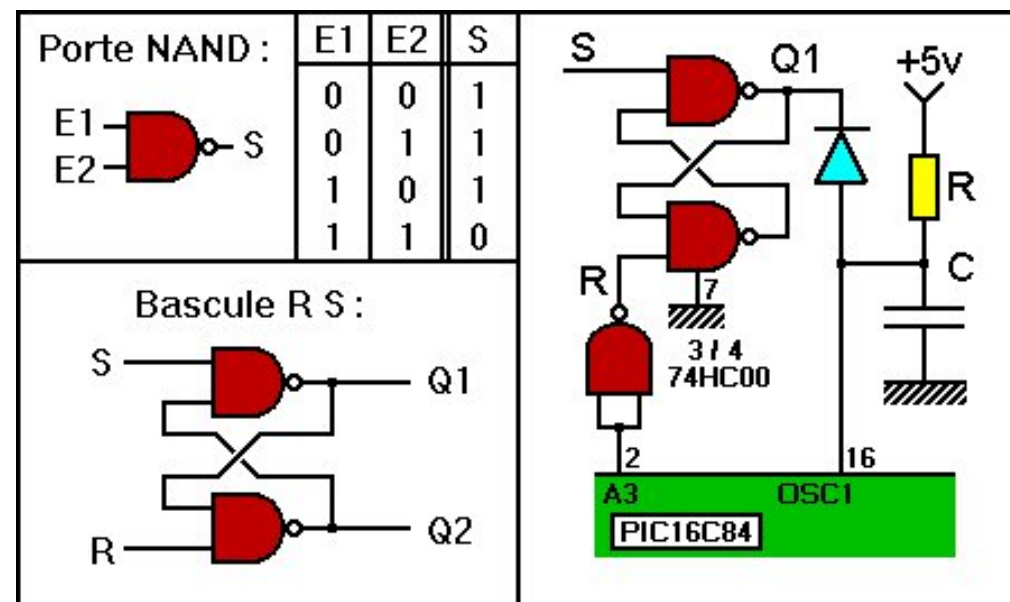 Porte NAND :
E1
E2
S
E1 E2 S
0 0 1
0 1 1
1 0 1
1 1 0
Bascule R S :
S
R
Q1
Q2
S
Q1
+5v
R
C
R
7
3 / 4
74HC00
2
16
A3
OSC1
PIC16C84